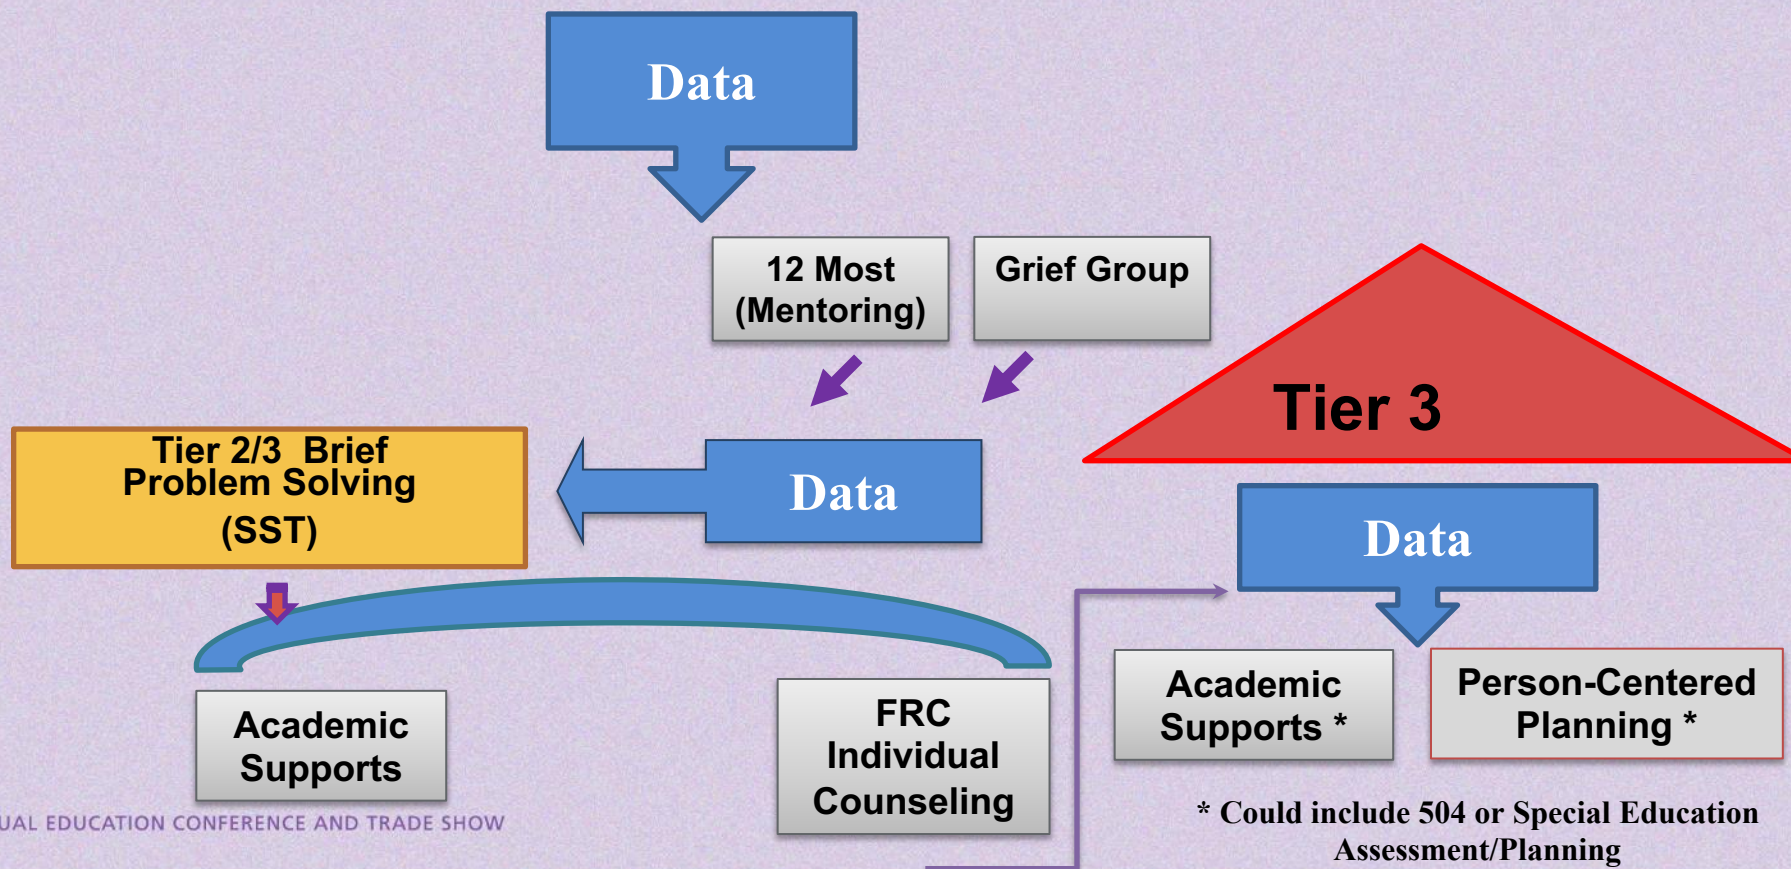 Data
12 Most
(Mentoring)
Grief Group
Tier 3
Tier 2/3 Brief
Problem Solving
(SST)
Data
Data
Academic
Supports
FRC
Individual
Counseling
Academic
Supports *
Person-Centered
Planning *
* Could include 504 or Special Education
Assessment/Planning
EDUCATION CONFERENCE AND TRADE SHOW